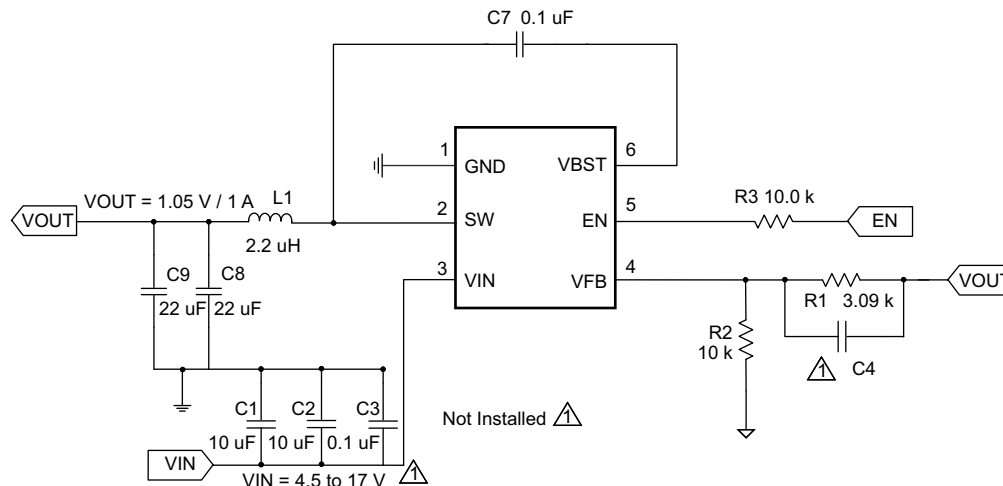 C7 0.1 uF
1
GND
VBST
6
VOUT
VOUT = 1.05 V / 1 A
L1
2.2 uH
2
SW
EN
5
R3 10.0 k
EN
3
VIN
VFB
4
R1 3.09 k
VOUT
C9
22 uF
C8
22 uF
R2
10 k
1
C4
C1
10 uF
C2
10 uF
C3
0.1 uF
Not Installed 1
VIN
VIN = 4.5 to 17 V
1